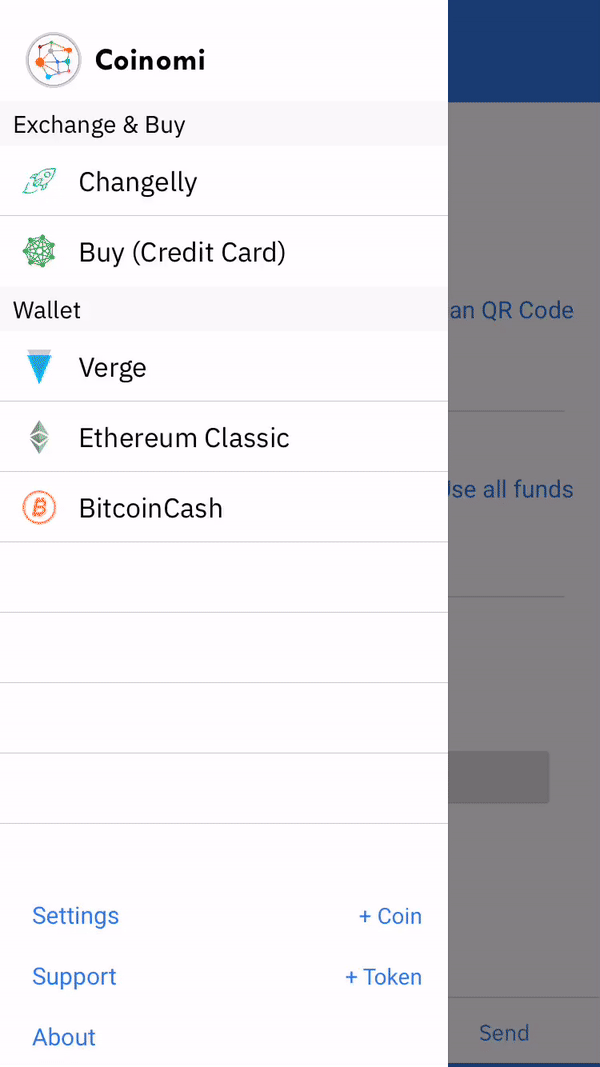 Coinomi
Exchange & Buy
Changelly
Buy (Credit Card)
Wallet
an QR Code
Verge
Ethereum Classic
Use all funds
BitcoinCash
Settings
+ Coin
Support
+ Token
About
Send